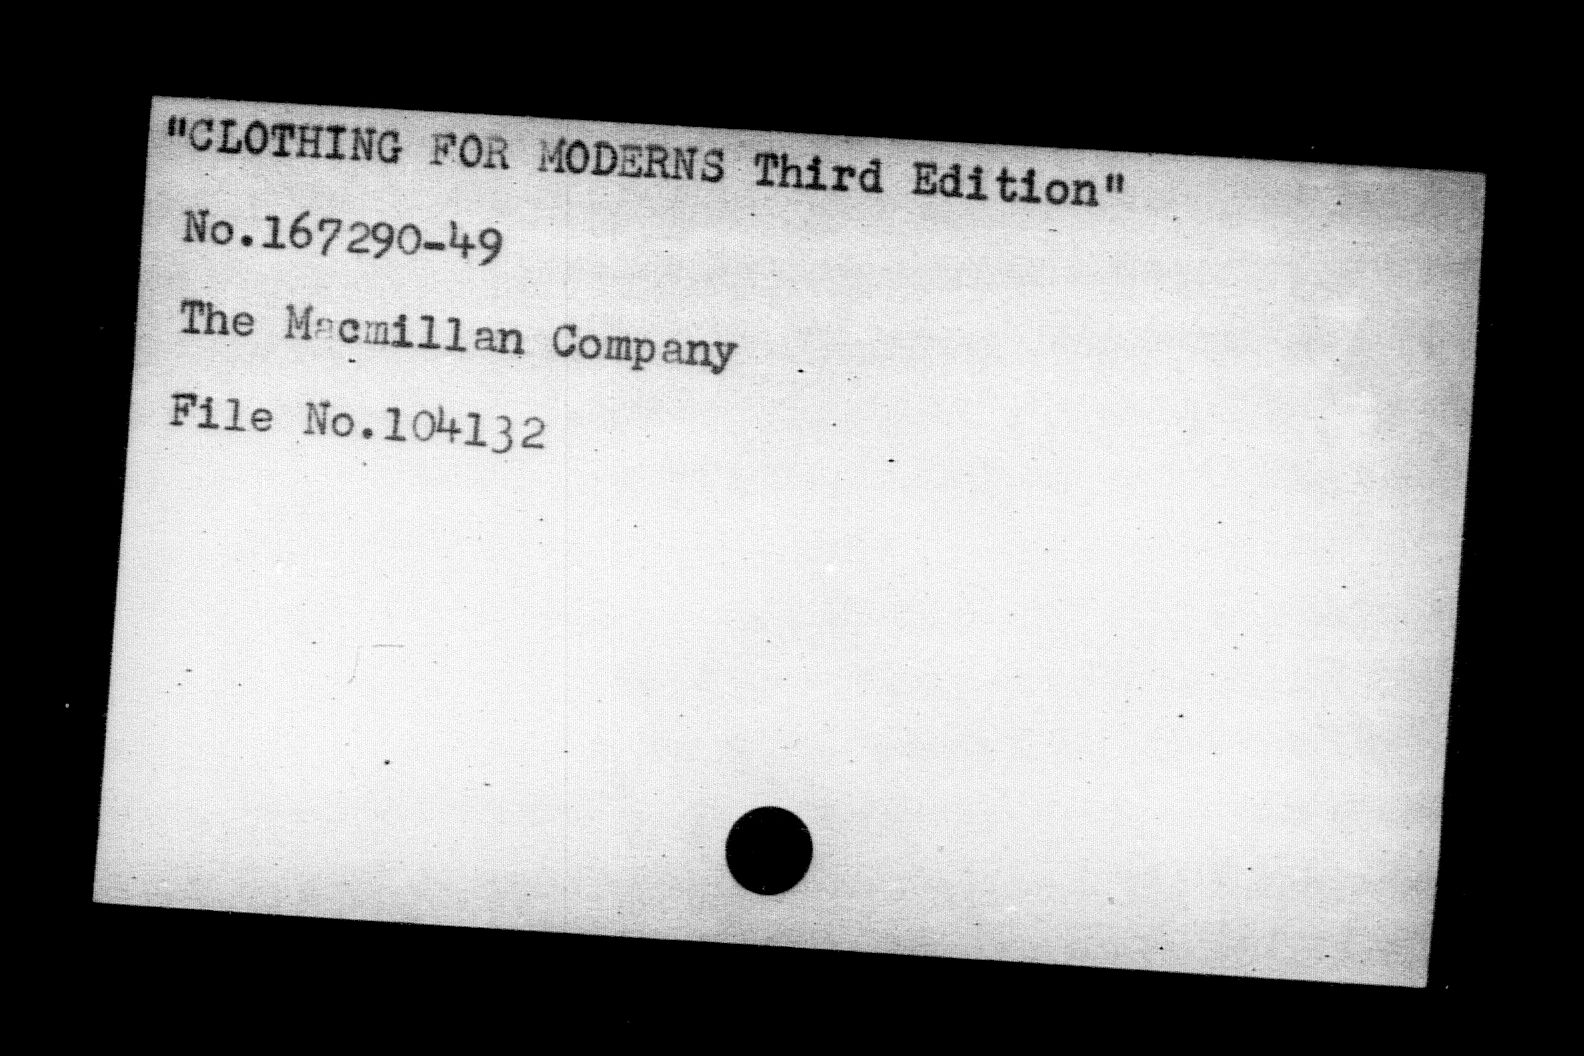 "CLOTHING FOR MODERNS Third Edition"
No.167290-49
The Macmillan Company
File No.104132